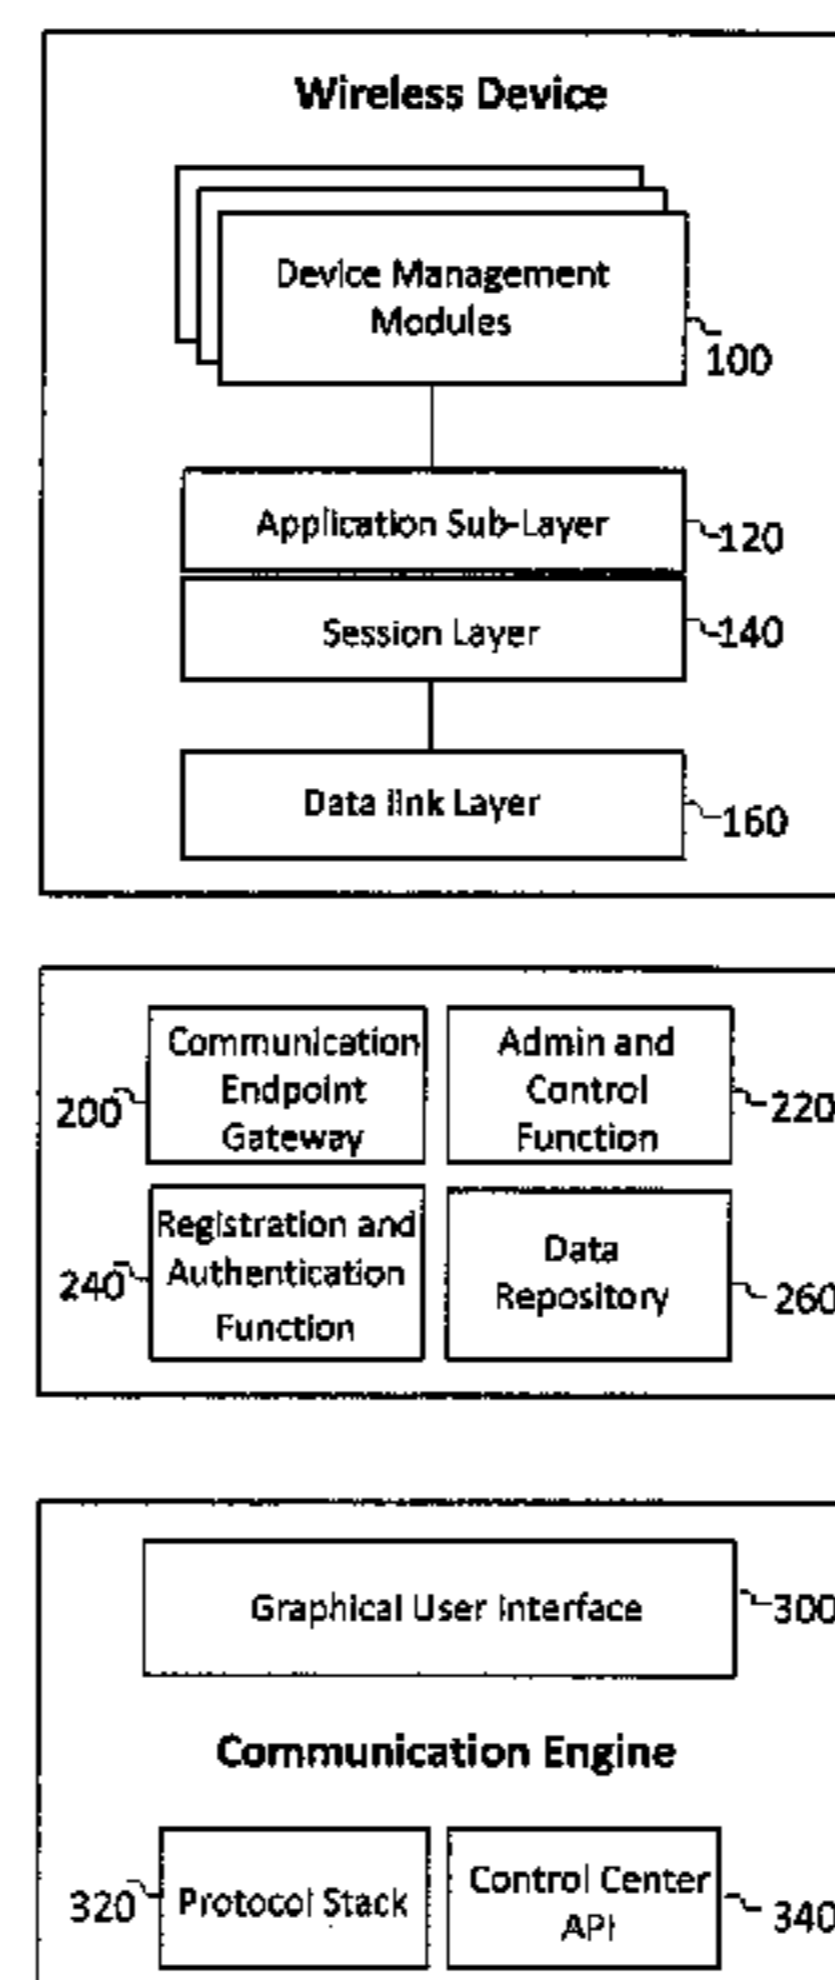 Wireless Device
Device Management
Modules
100
Application Sub-Layer
120
Session Layer
140
Data link Layer
160
Communication
Endpoint
Gateway
200
Admin and
Control
Function
220
Registration and
Authentication
Function
240
Data
Repository
260
Graphical User Interface
300
Communication Engine
320
Protocol Stack
Control Center
API
340